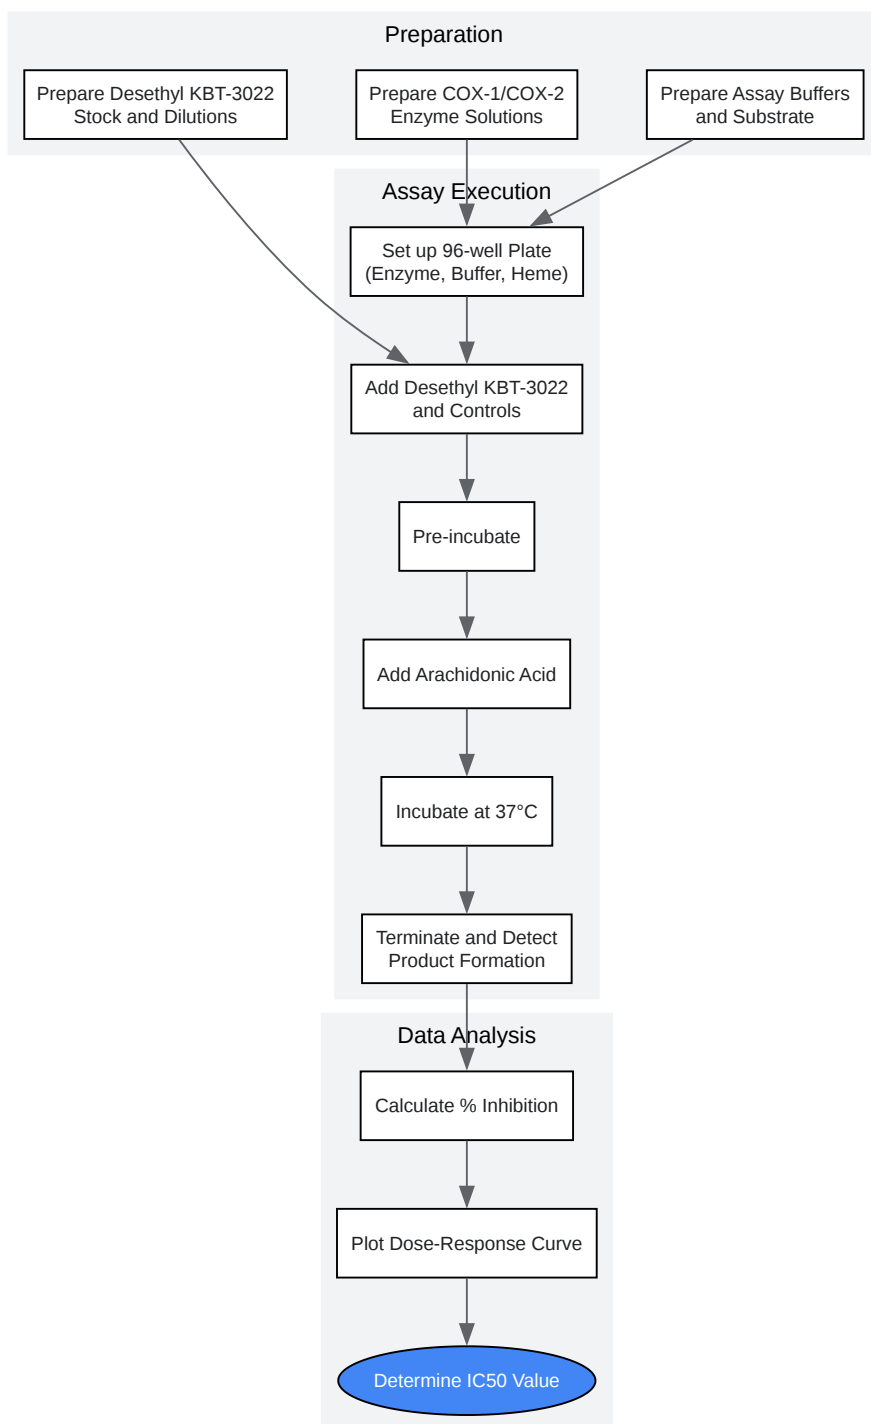 Preparation
Prepare Desethyl KBT-3022
Stock and Dilutions
Prepare COX-1/COX-2
Enzyme Solutions
Prepare Assay Buffers
and Substrate
Assay Execution
Set up 96-well Plate
(Enzyme, Buffer, Heme)
Add Desethyl KBT-3022
and Controls
Pre-incubate
Add Arachidonic Acid
Incubate at 37°C
Terminate and Detect
Product Formation
Data Analysis
Calculate % Inhibition
Plot Dose-Response Curve
Determine IC50 Value